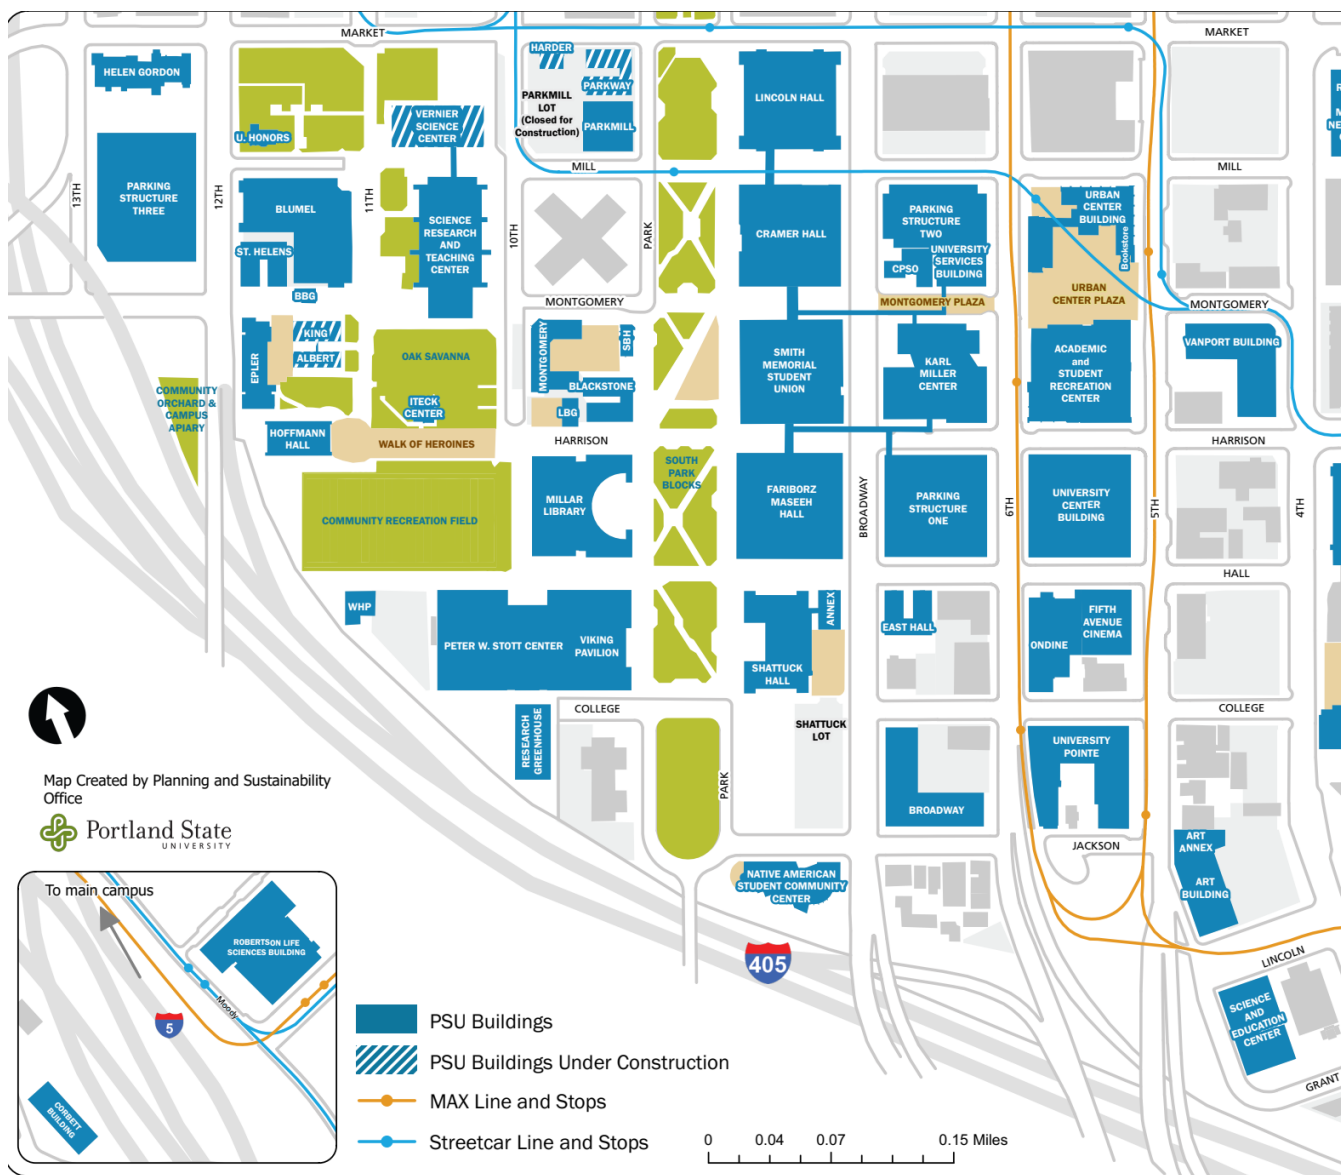 MARKET
MARKET
HELEN GORDON
HARDER
PARKWAY
PARKMILL
LOT
(Closed for
Construction)
PARKMILL
LINCOLN HALL
VERNIER
SCIENCE
CENTER
U. HONORS
MILL
MILL
13TH
12TH
11TH
10TH
PARK
PARKING
STRUCTURE
THREE
BLUMEL
ST. HELENS
BBG
SCIENCE
RESEARCH
AND
TEACHING
CENTER
CRAMER HALL
PARKING
STRUCTURE
TWO
CPSO
UNIVERSITY
SERVICES
BUILDING
URBAN
CENTER
BUILDING
Bookstore
URBAN
CENTER PLAZA
MONTGOMERY
MONTGOMERY PLAZA
MONTGOMERY
EPLER
KING
ALBERT
OAK SAVANNA
MONTGOMERY
SBH
BLACKSTONE
LBG
SMITH
MEMORIAL
STUDENT
UNION
KARL
MILLER
CENTER
ACADEMIC
and
STUDENT
RECREATION
CENTER
VANPORT BUILDING
COMMUNITY
ORCHARD &
CAMPUS
APIARY
ITECK
CENTER
HOFFMANN
HALL
WALK OF HEROINES
HARRISON
HARRISON
SOUTH
PARK
BLOCKS
MILLAR
LIBRARY
FARIBORZ
MASEEH
HALL
BROADWAY
PARKING
STRUCTURE
ONE
6TH
UNIVERSITY
CENTER
BUILDING
5TH
4TH
COMMUNITY RECREATION FIELD
HALL
WHP
PETER W. STOTT CENTER
VIKING
PAVILION
ANNEX
SHATTUCK
HALL
EAST HALL
ONDINE
FIFTH
AVENUE
CINEMA
COLLEGE
COLLEGE
RESEARCH
GREENHOUSE
PARK
SHATTUCK
LOT
BROADWAY
UNIVERSITY
POINTE
JACKSON
ART
ANNEX
ART
BUILDING
NATIVE AMERICAN
STUDENT COMMUNITY
CENTER
405
LINCOLN
SCIENCE
AND
EDUCATION
CENTER
GRANT
Map Created by Planning and Sustainability
Office
Portland State
UNIVERSITY
To main campus
ROBERTSON LIFE
SCIENCES BUILDING
Moody
5
CORBETT
BUILDING
PSU Buildings
PSU Buildings Under Construction
MAX Line and Stops
Streetcar Line and Stops
0 0.04 0.07 0.15 Miles